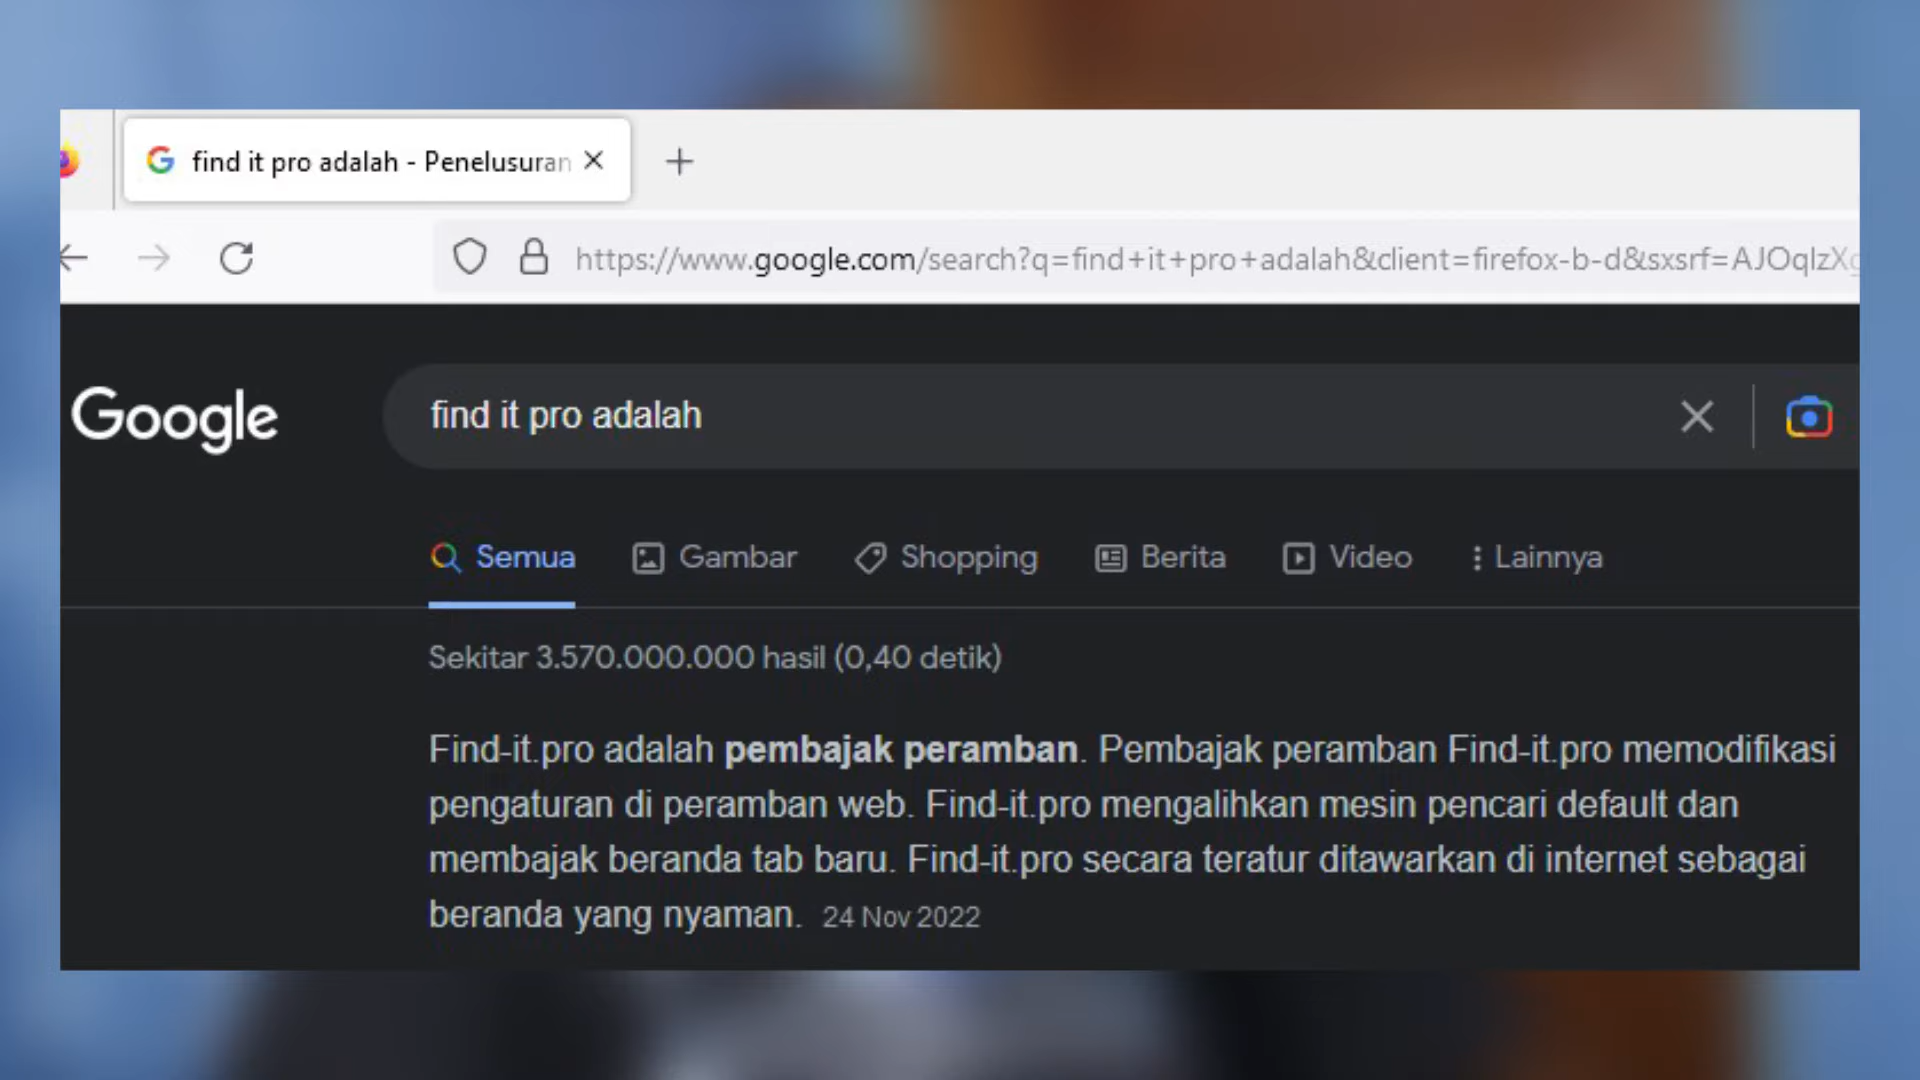 find it pro adalah - Penelusuran
https://www.google.com/search?q=find+it+pro+adalah&client=firefox-b-d&sxsrf=AJOqlzX
Google
find it pro adalah
Semua Gambar Shopping Berita Video Lainnya
Sekitar 3.570.000.000 hasil (0,40 detik)
Find-it.pro adalah pembajak peramban. Pembajak peramban Find-it.pro memodifikasi
pengaturan di peramban web. Find-it.pro mengalihkan mesin pencari default dan
membajak beranda tab baru. Find-it.pro secara teratur ditawarkan di internet sebagai
beranda yang nyaman. 24 Nov 2022